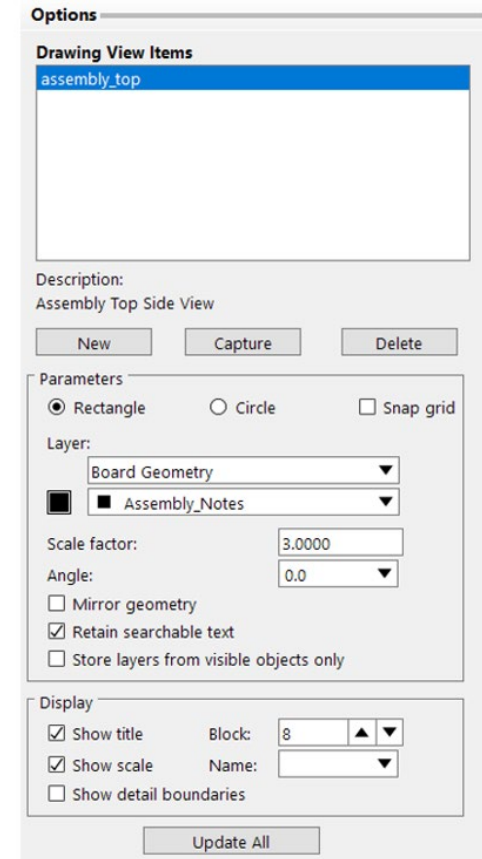 Options
Drawing View Items
assembly_top
Description:
Assembly Top Side View
New Capture Delete
Parameters
Rectangle Circle Snap grid
Layer:
Board Geometry
Assembly_Notes
Scale factor: 3.0000
Angle: 0.0
Mirror geometry
Retain searchable text
Store layers from visible objects only
Display
Show title Block: 8
Show scale Name:
Show detail boundaries
Update All